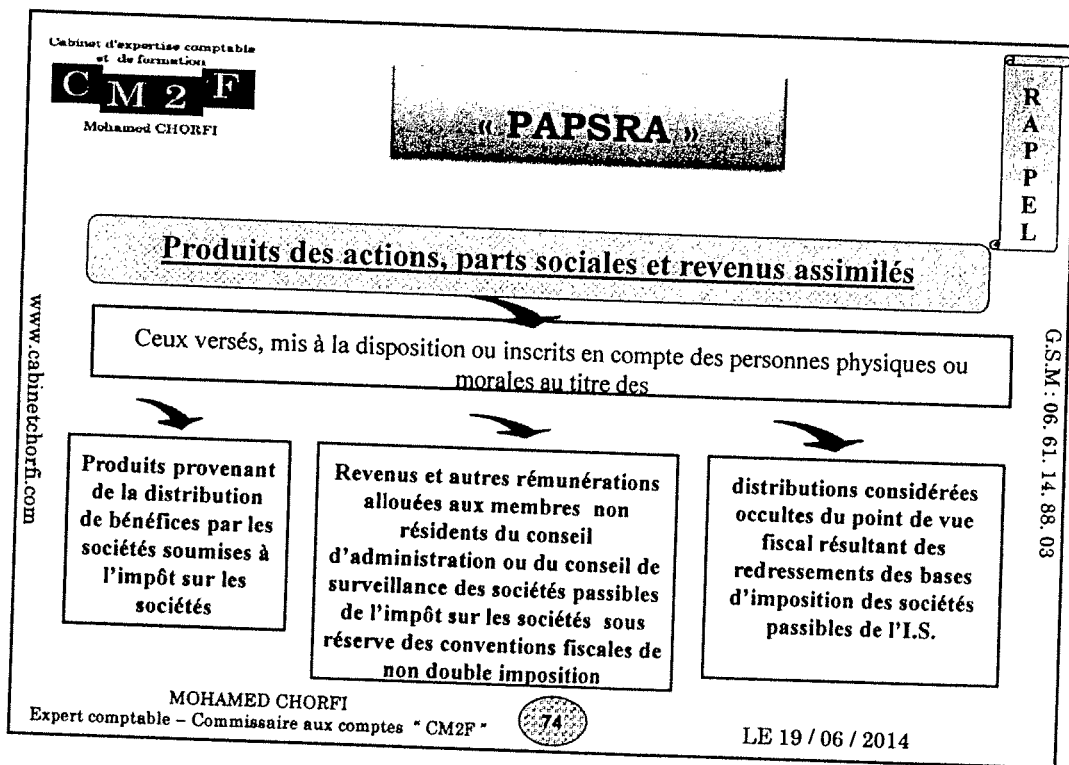 Cabinet d'expertise comptable
et de formation
CM2F
Mohamed CHORFI
« PAPSRA »
RAPPEL
Produits des actions, parts sociales et revenus assimilés
Ceux versés, mis à la disposition ou inscrits en compte des personnes physiques ou
morales au titre des
Produits provenant
de la distribution
de bénéfices par les
sociétés soumises à
l'impôt sur les
sociétés
Revenus et autres rémunérations
allouées aux membres non
résidents du conseil
d'administration ou du conseil de
surveillance des sociétés passibles
de l'impôt sur les sociétés sous
réserve des conventions fiscales de
non double imposition
distributions considérées
occultes du point de vue
fiscal résultant des
redressements des bases
d'imposition des sociétés
passibles de l'I.S.
www.cabinetchorfi.com
G.S.M : 06. 61. 14. 88. 03
MOHAMED CHORFI
Expert comptable – Commissaire aux comptes " CM2F "
74
LE 19 / 06 / 2014